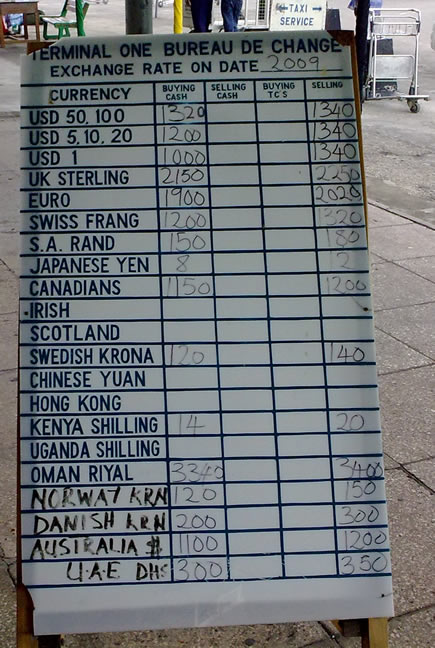 TAXI
SERVICE
TERMINAL ONE BUREAU DE CHANGE
EXCHANGE RATE ON DATE 2009
CURRENCY BUYING CASH SELLING CASH BUYING TC'S SELLING
USD 50,100 1320 1340
USD 5,10,20 1200 1340
USD 1 1000 1340
UK STERLING 2150 2250
EURO 1900 2020
SWISS FRANG 1200 1320
S.A. RAND 150 180
JAPANESE YEN 8 12
CANADIANS 1150 1200
IRISH
SCOTLAND
SWEDISH KRONA 120 140
CHINESE YUAN
HONG KONG
KENYA SHILLING 14 20
UGANDA SHILLING
OMAN RIYAL 3340 3400
NORWAY KRN 120 150
DANISH KRN 200 300
AUSTRALIA $ 1100 1200
U.A.E DHS 300 350